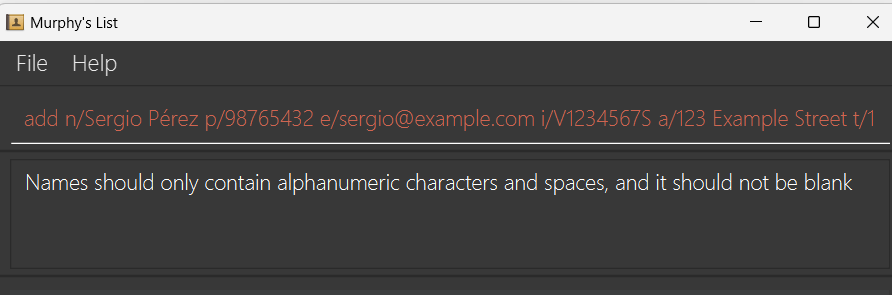 Murphy's List
File Help
add n/Sergio Pérez p/98765432 e/sergio@example.com i/V1234567S a/123 Example Street t/1
Names should only contain alphanumeric characters and spaces, and it should not be blank